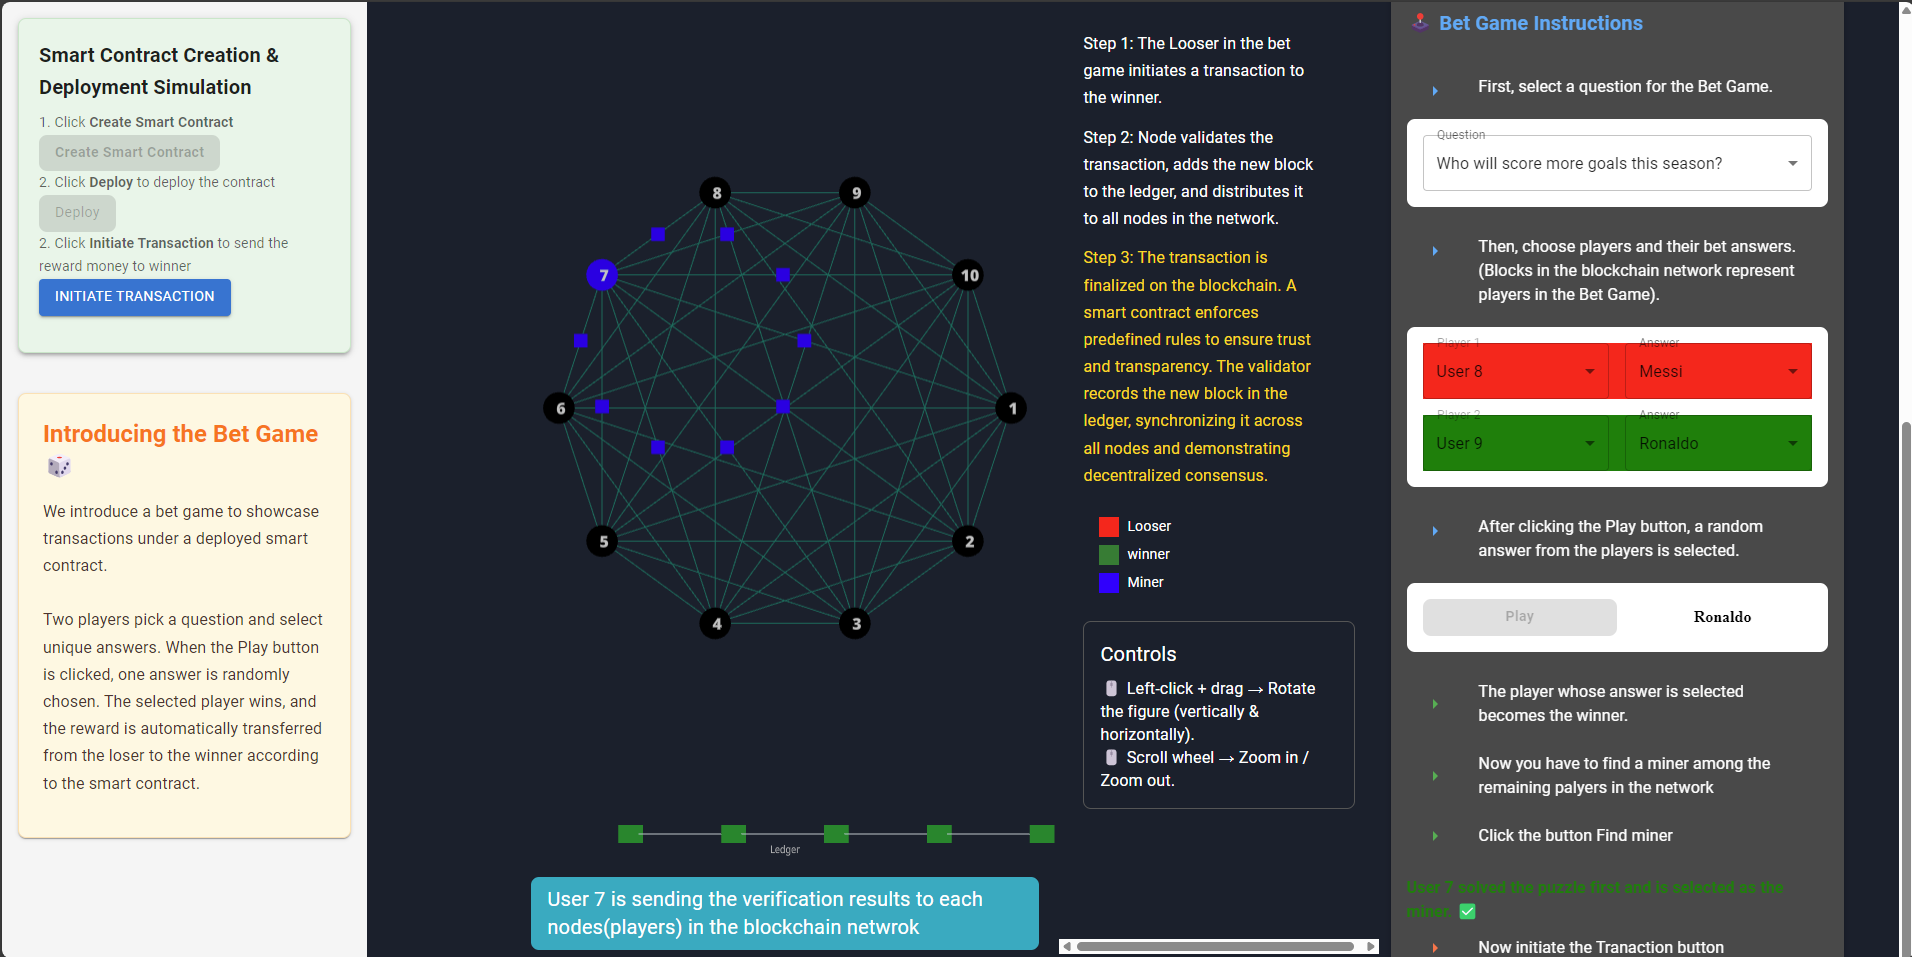 Smart Contract Creation &
Deployment Simulation
1. Click Create Smart Contract
Create Smart Contract
2. Click Deploy to deploy the contract
Deploy
2. Click Initiate Transaction to send the
reward money to winner
INITIATE TRANSACTION
Introducing the Bet Game
We introduce a bet game to showcase
transactions under a deployed smart
contract.
Two players pick a question and select
unique answers. When the Play button
is clicked, one answer is randomly
chosen. The selected player wins, and
the reward is automatically transferred
from the loser to the winner according
to the smart contract.
8
9
7
10
6
1
5
2
4
3
Ledger
User 7 is sending the verification results to each
nodes(players) in the blockchain netwrok
Step 1: The Looser in the bet
game initiates a transaction to
the winner.
Step 2: Node validates the
transaction, adds the new block
to the ledger, and distributes it
to all nodes in the network.
Step 3: The transaction is
finalized on the blockchain. A
smart contract enforces
predefined rules to ensure trust
and transparency. The validator
records the new block in the
ledger, synchronizing it across
all nodes and demonstrating
decentralized consensus.
Looser
winner
Miner
Controls
Left-click + drag → Rotate
the figure (vertically &
horizontally).
Scroll wheel → Zoom in /
Zoom out.
Bet Game Instructions
First, select a question for the Bet Game.
Question
Who will score more goals this season?
Then, choose players and their bet answers.
(Blocks in the blockchain network represent
players in the Bet Game).
Player 1
Answer
User 8
Messi
Player 2
Answer
User 9
Ronaldo
After clicking the Play button, a random
answer from the players is selected.
Play
Ronaldo
The player whose answer is selected
becomes the winner.
Now you have to find a miner among the
remaining palyers in the network
Click the button Find miner
User 7 solved the puzzle first and is selected as the
miner. ✅
Now initiate the Tranaction button